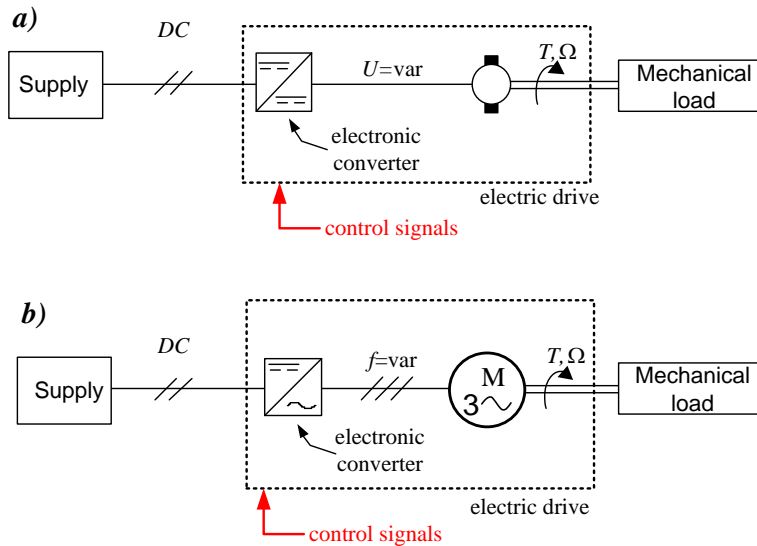 a)
DC
Supply
U=var
T, Ω
Mechanical
load
electronic
converter
electric drive
control signals
b)
DC
Supply
f=var
M
3
T, Ω
Mechanical
load
electronic
converter
electric drive
control signals